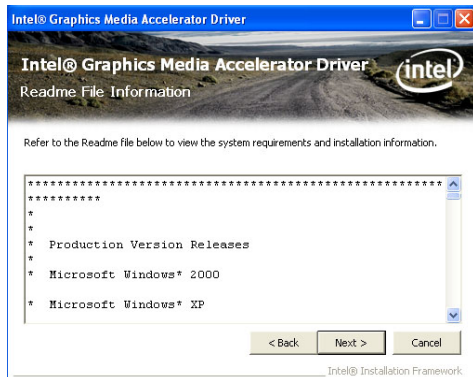 Intel® Graphics Media Accelerator Driver
Intel® Graphics Media Accelerator Driver
intel
Readme File Information
Refer to the Readme file below to view the system requirements and installation information.
******************************************************
**********
*
*
* Production Version Releases
*
* Microsoft Windows* 2000
*
* Microsoft Windows* XP
< Back
Next >
Cancel
Intel® Installation Framework